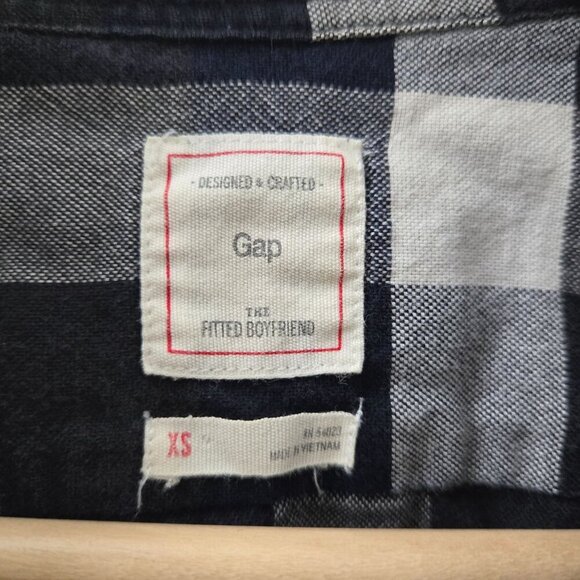 - DESIGNED & CRAFTED -
Gap
THE
FITTED BOYFRIEND
XS
RN 54023
MADE IN VIETNAM